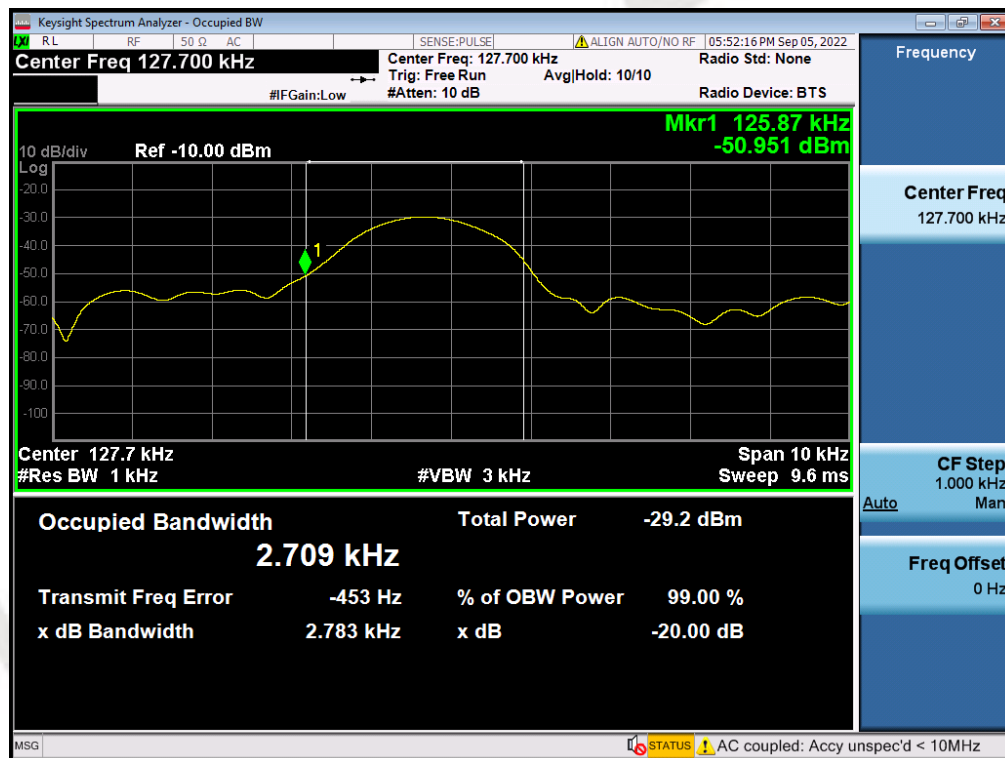 Keysight Spectrum Analyzer - Occupied BW
LXI RL RF 50 Ω AC SENSE:PULSE ALIGN AUTO/NO RF 05:52:16 PM Sep 05, 2022
Center Freq 127.700 kHz
Center Freq: 127.700 kHz Radio Std: None
Trig: Free Run Avg|Hold: 10/10
#IFGain:Low #Atten: 10 dB Radio Device: BTS
Frequency
Mkr1 125.87 kHz
10 dB/div Ref -10.00 dBm -50.951 dBm
Log
-20.0
-30.0
-40.0
-50.0
-60.0
-70.0
-80.0
-90.0
-100
1
Center 127.7 kHz Span 10 kHz
#Res BW 1 kHz #VBW 3 kHz Sweep 9.6 ms
Center Freq
127.700 kHz
CF Step
1.000 kHz
Auto Man
Freq Offset
0 Hz
Occupied Bandwidth Total Power -29.2 dBm
2.709 kHz
Transmit Freq Error -453 Hz % of OBW Power 99.00 %
x dB Bandwidth 2.783 kHz x dB -20.00 dB
MSG STATUS AC coupled: Accy unspec'd < 10MHz